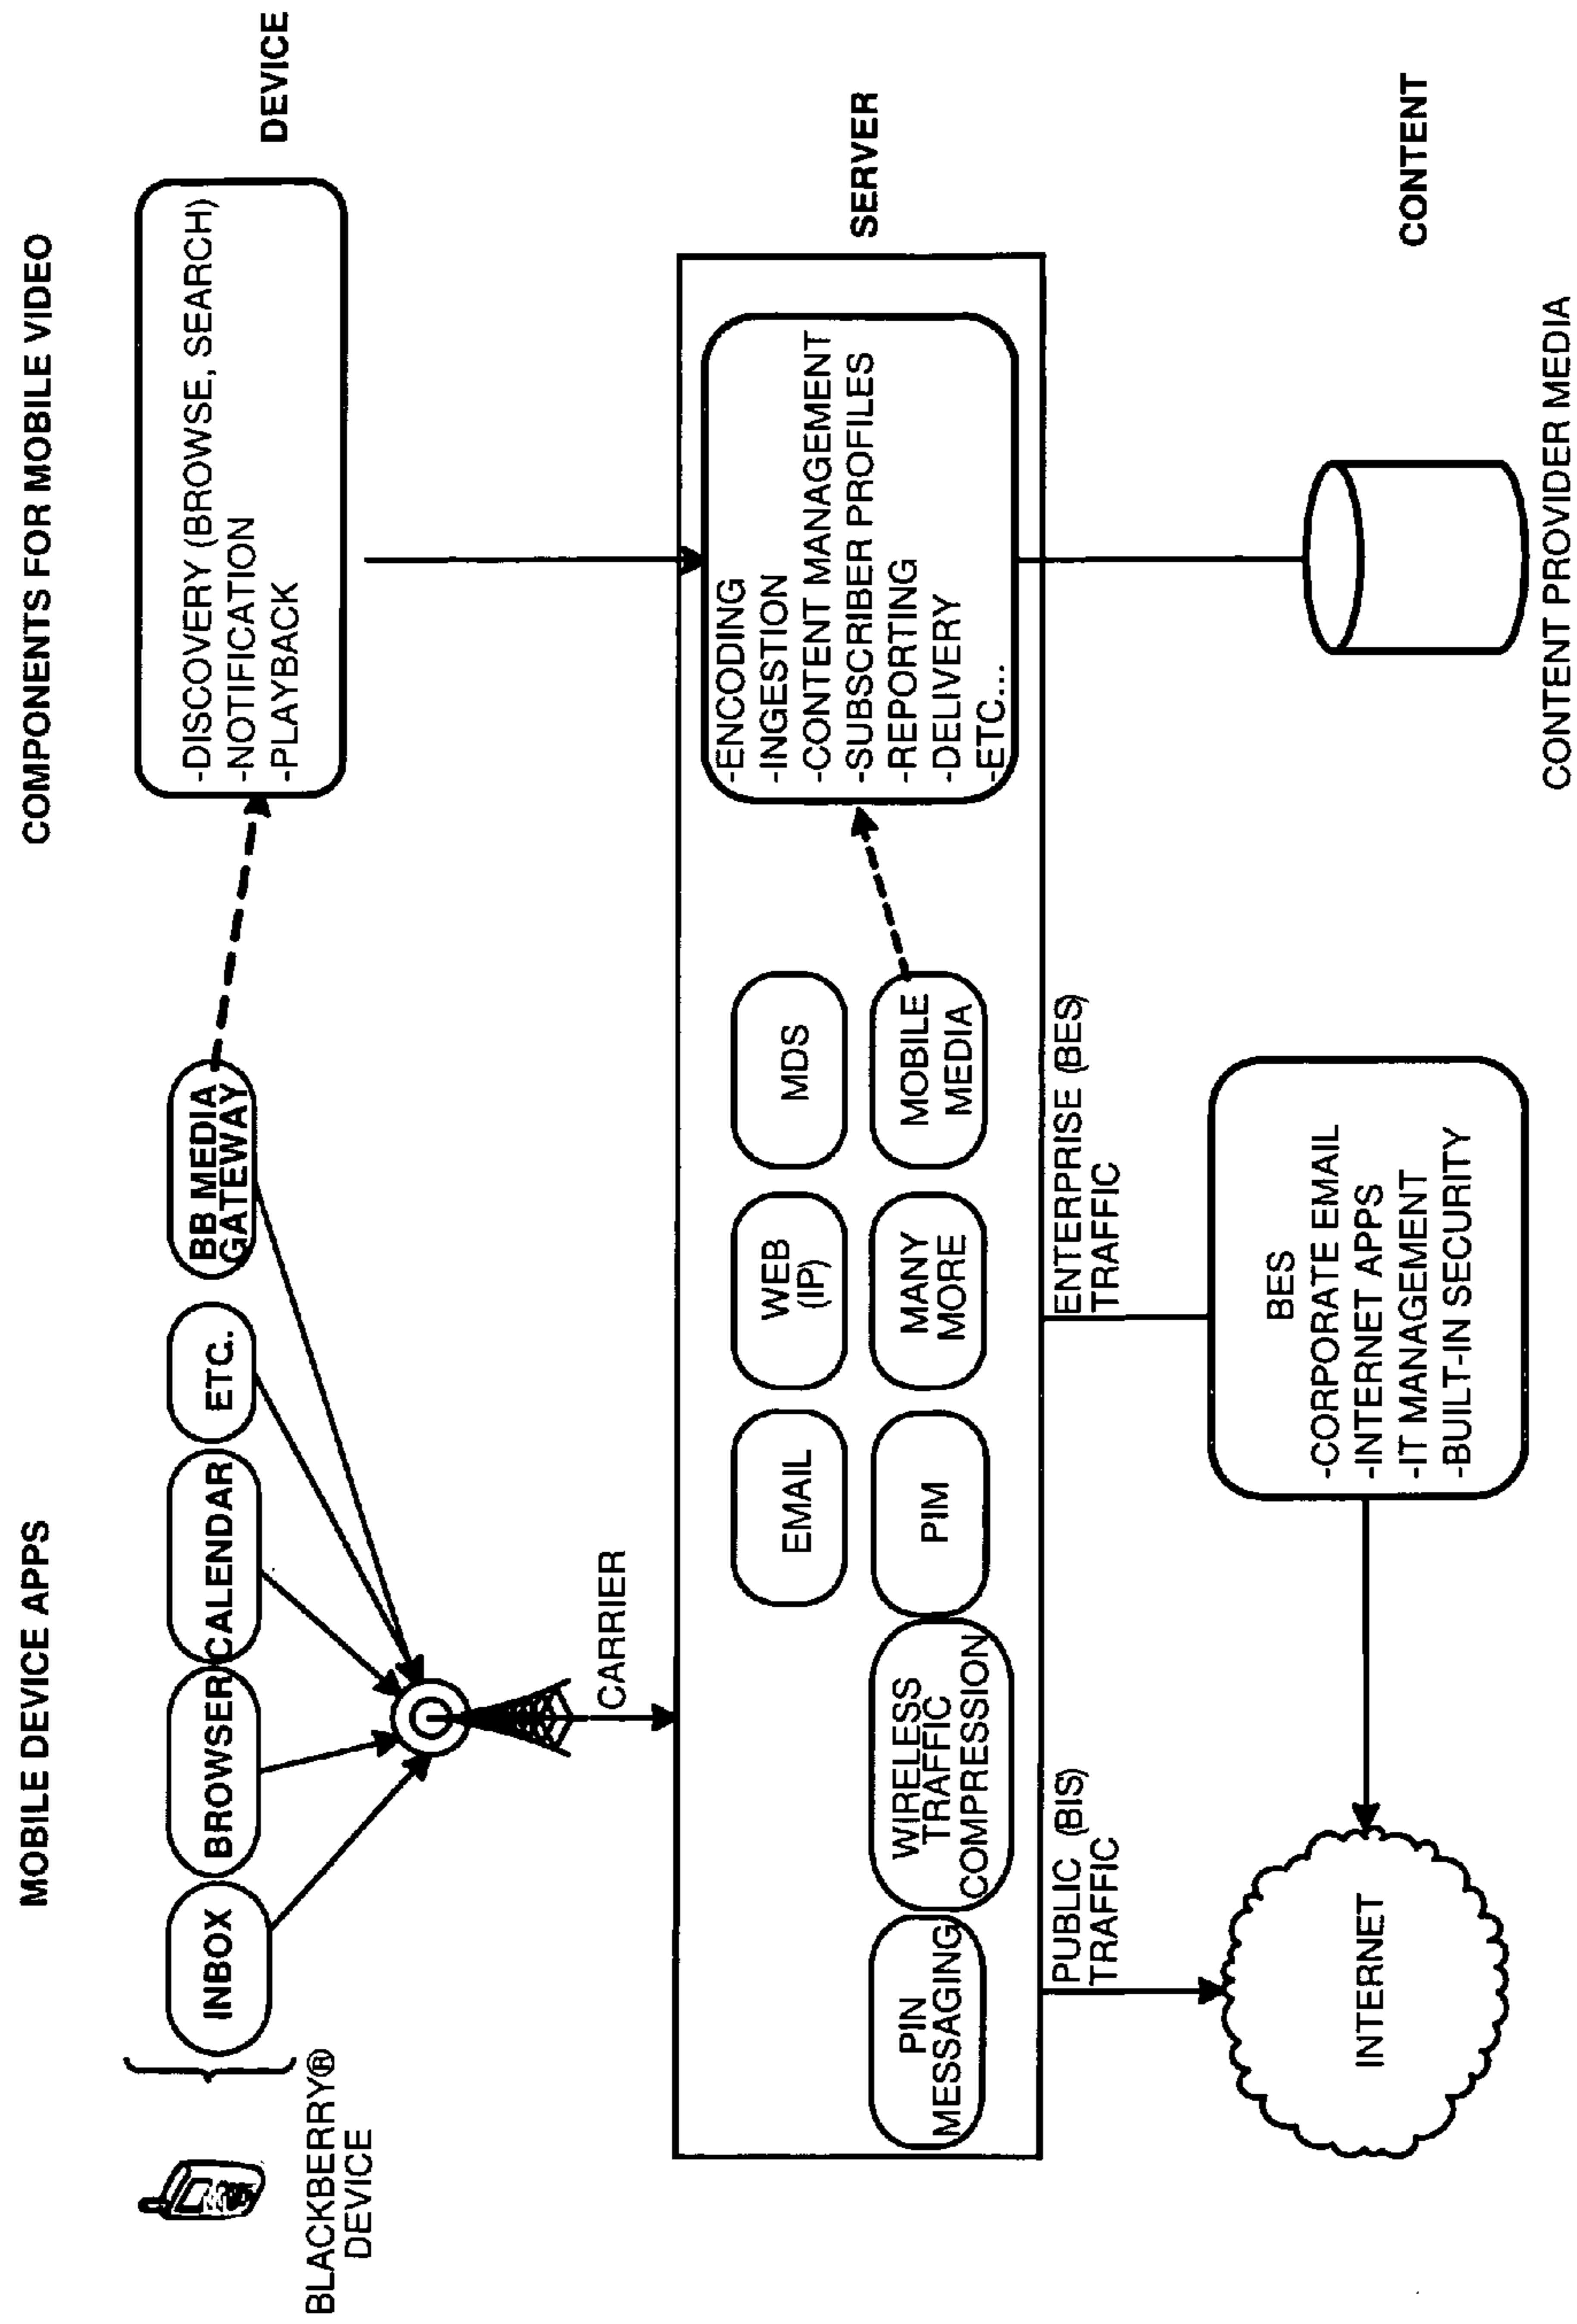 MOBILE DEVICE APPS
COMPONENTS FOR MOBILE VIDEO
BLACKBERRY®
DEVICE
INBOX
BROWSER
CALENDAR
ETC.
BB MEDIA
GATEWAY
-DISCOVERY (BROWSE, SEARCH)
-NOTIFICATION
-PLAYBACK
DEVICE
CARRIER
EMAIL
WEB
(IP)
MDS
PIN
MESSAGING
WIRELESS
TRAFFIC
COMPRESSION
PIM
MANY
MORE
MOBILE
MEDIA
-ENCODING
-INGESTION
-CONTENT MANAGEMENT
-SUBSCRIBER PROFILES
-REPORTING
-DELIVERY
-ETC...
SERVER
PUBLIC (BIS)
TRAFFIC
ENTERPRISE (BES)
TRAFFIC
INTERNET
BES
-CORPORATE EMAIL
-INTERNET APPS
-IT MANAGEMENT
-BUILT-IN SECURITY
CONTENT
CONTENT PROVIDER MEDIA